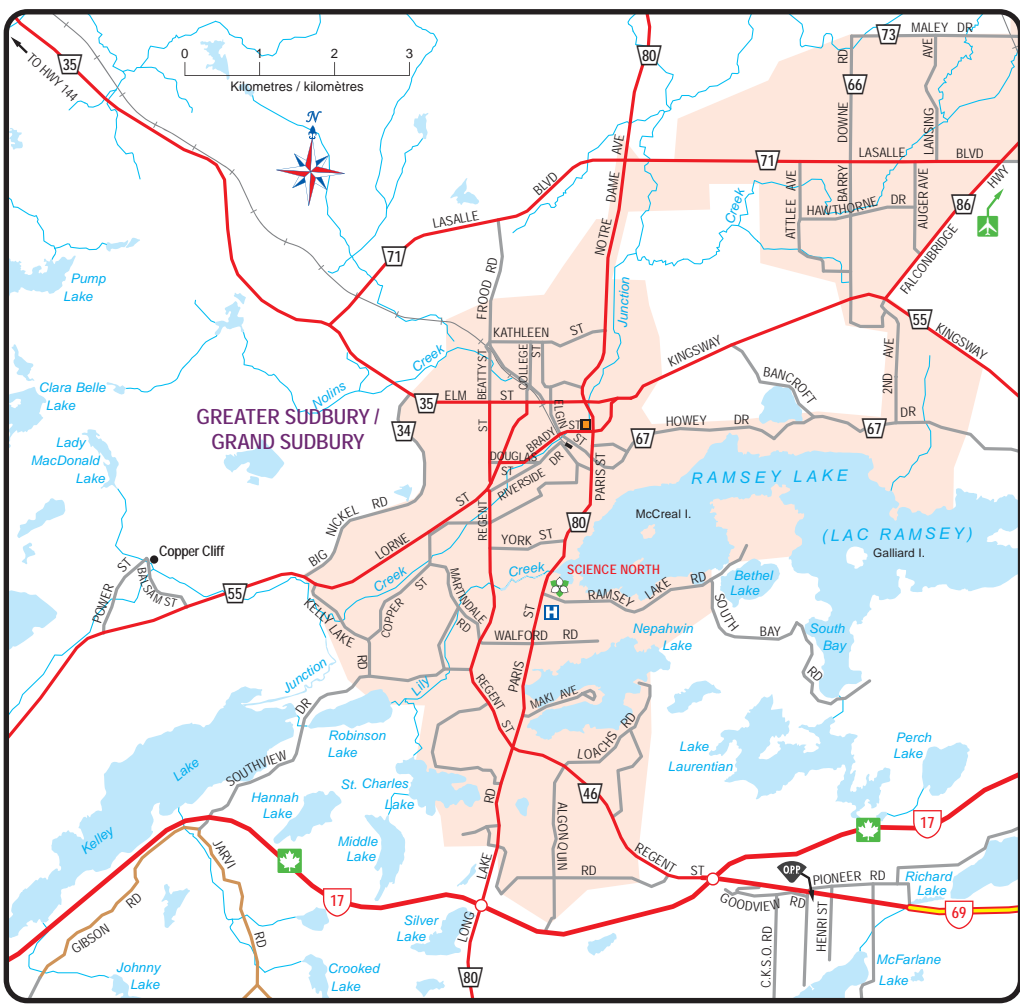 73
MALEY DR
80
35
TO HWY 144
0 1 2 3
Kilometres / kilomètres
RD
AVE
66
N
DOWNE
LANSING
AVE
71
LASALLE BLVD
BLVD
LASALLE
DAME
NOTRE
Creek
ATTLEE AVE
BARRY
HAWTHORNE DR
AUGER AVE
86
HWY
FALCONBRIDGE
71
FROOD RD
Pump
Lake
Junction
55
KINGSWAY
KATHLEEN ST
KINGSWAY
Creek
Nolins
BEATTY ST
COLLEGE
ST
2ND AVE
Clara Belle
Lake
BANCROFT
DR
35
ELM ST
ELGIN
ST
GREATER SUDBURY /
GRAND SUDBURY
34
ST
BRADY
ST
67
HOWEY DR
67
Lady
MacDonald
Lake
DOUGLAS
ST
RIVERSIDE DR
PARIS ST
RAMSEY LAKE
BIG NICKEL RD
LORNE ST
REGENT
McCreal I.
80
(LAC RAMSEY)
Galliard I.
YORK ST
Copper Cliff
POWER ST
BALSAM ST
55
Creek
Creek
SCIENCE NORTH
RAMSEY LAKE RD
Bethel
Lake
KELLY LAKE
RD
COPPER ST
MARTINDALE
RD
H
ST
SOUTH BAY RD
WALFORD RD
Nepahwin
Lake
South
Bay
Junction
Lily
REGENT ST
PARIS
MAKI AVE
DR
SOUTHVIEW
Robinson
Lake
LOACHS RD
Lake
Laurentian
Perch
Lake
Lake
Kelley
St. Charles
Lake
Hannah
Lake
RD
46
ALGONQUIN
RD
17
Middle
Lake
JARVI
RD
LAKE
REGENT ST
OPP
PIONEER RD
Richard
Lake
17
GOODVIEW RD
69
GIBSON
RD
Silver
Lake
LONG
C.K.S.O. RD
HENRI ST
McFarlane
Lake
Johnny
Lake
Crooked
Lake
80